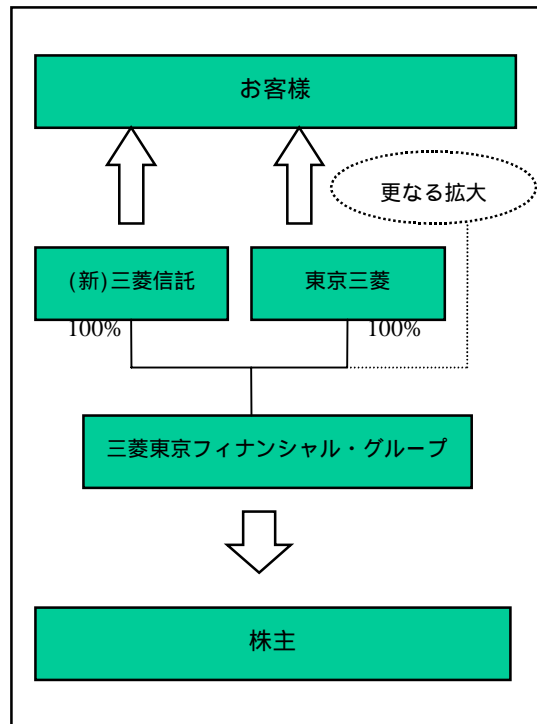 お客様
更なる拡大
(新)三菱信託
東京三菱
100%
100%
三菱東京フィナンシャル・グループ
株主